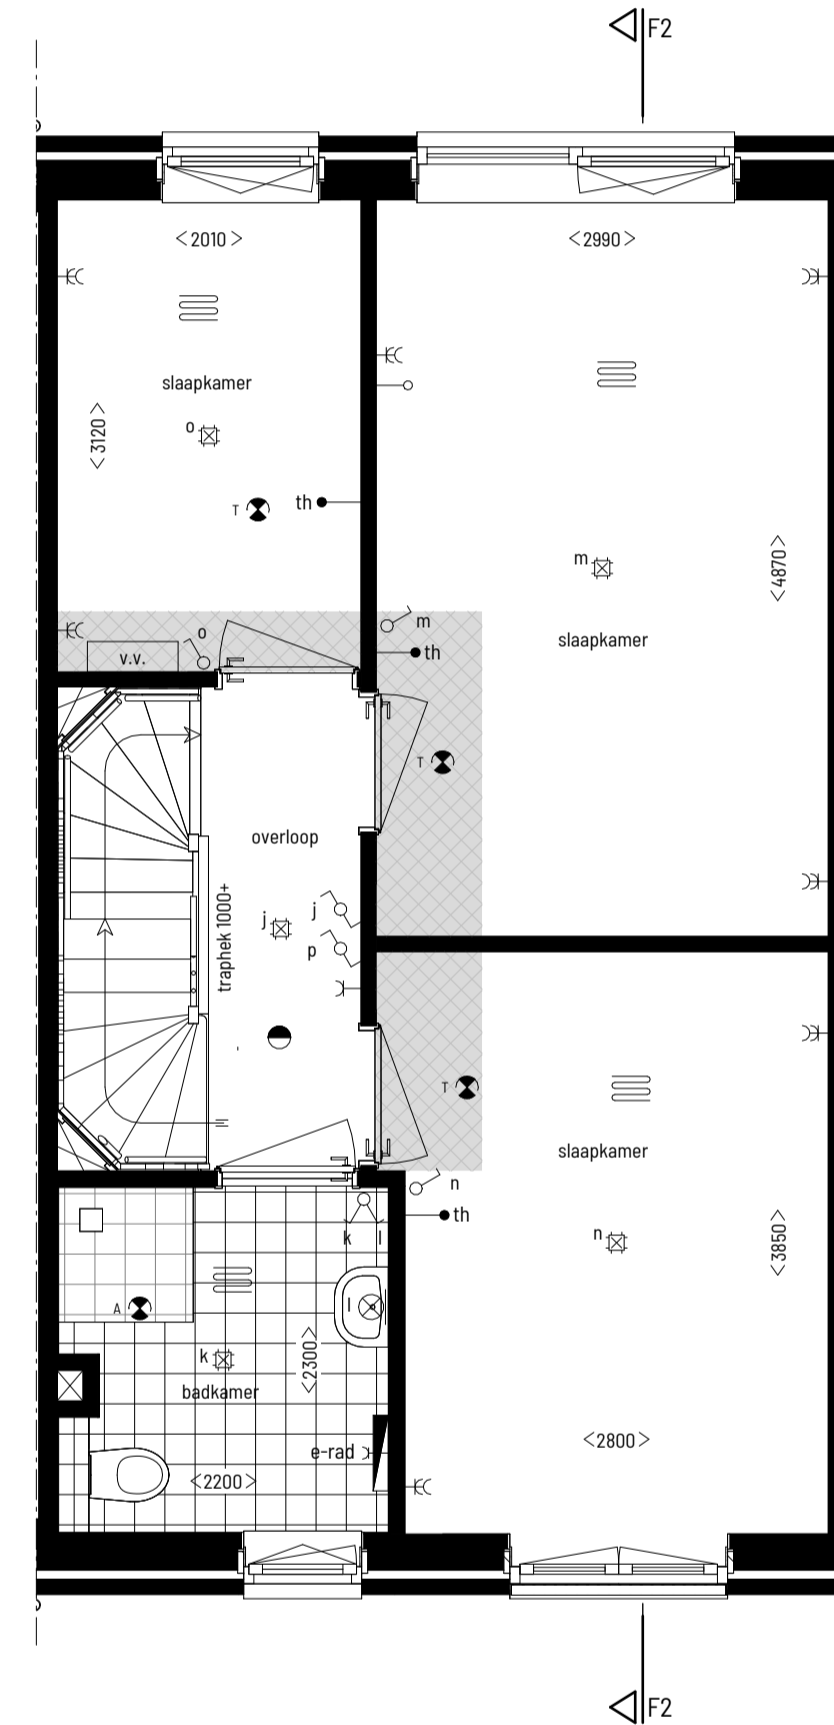 F2
<2010>
<2990>
slaapkamer
o
<3120>
T
th
m
<4870>
slaapkamer
o
v.v.
m
th
T
overloop
traphek 1000+
j
j
p
T
slaapkamer
n
th
k l
n
<3850>
A
l
k
<2300>
badkamer
<2800>
e-rad
<2200>
F2